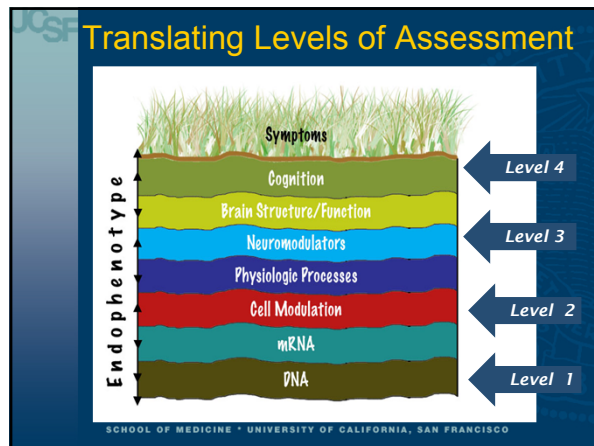 UCSF
Translating Levels of Assessment
Symptoms
Cognition
Level 4
Brain Structure/Function
Neuromodulators
Level 3
Physiologic Processes
Cell Modulation
Level 2
mRNA
DNA
Level 1
Endophenotype
SCHOOL OF MEDICINE * UNIVERSITY OF CALIFORNIA, SAN FRANCISCO